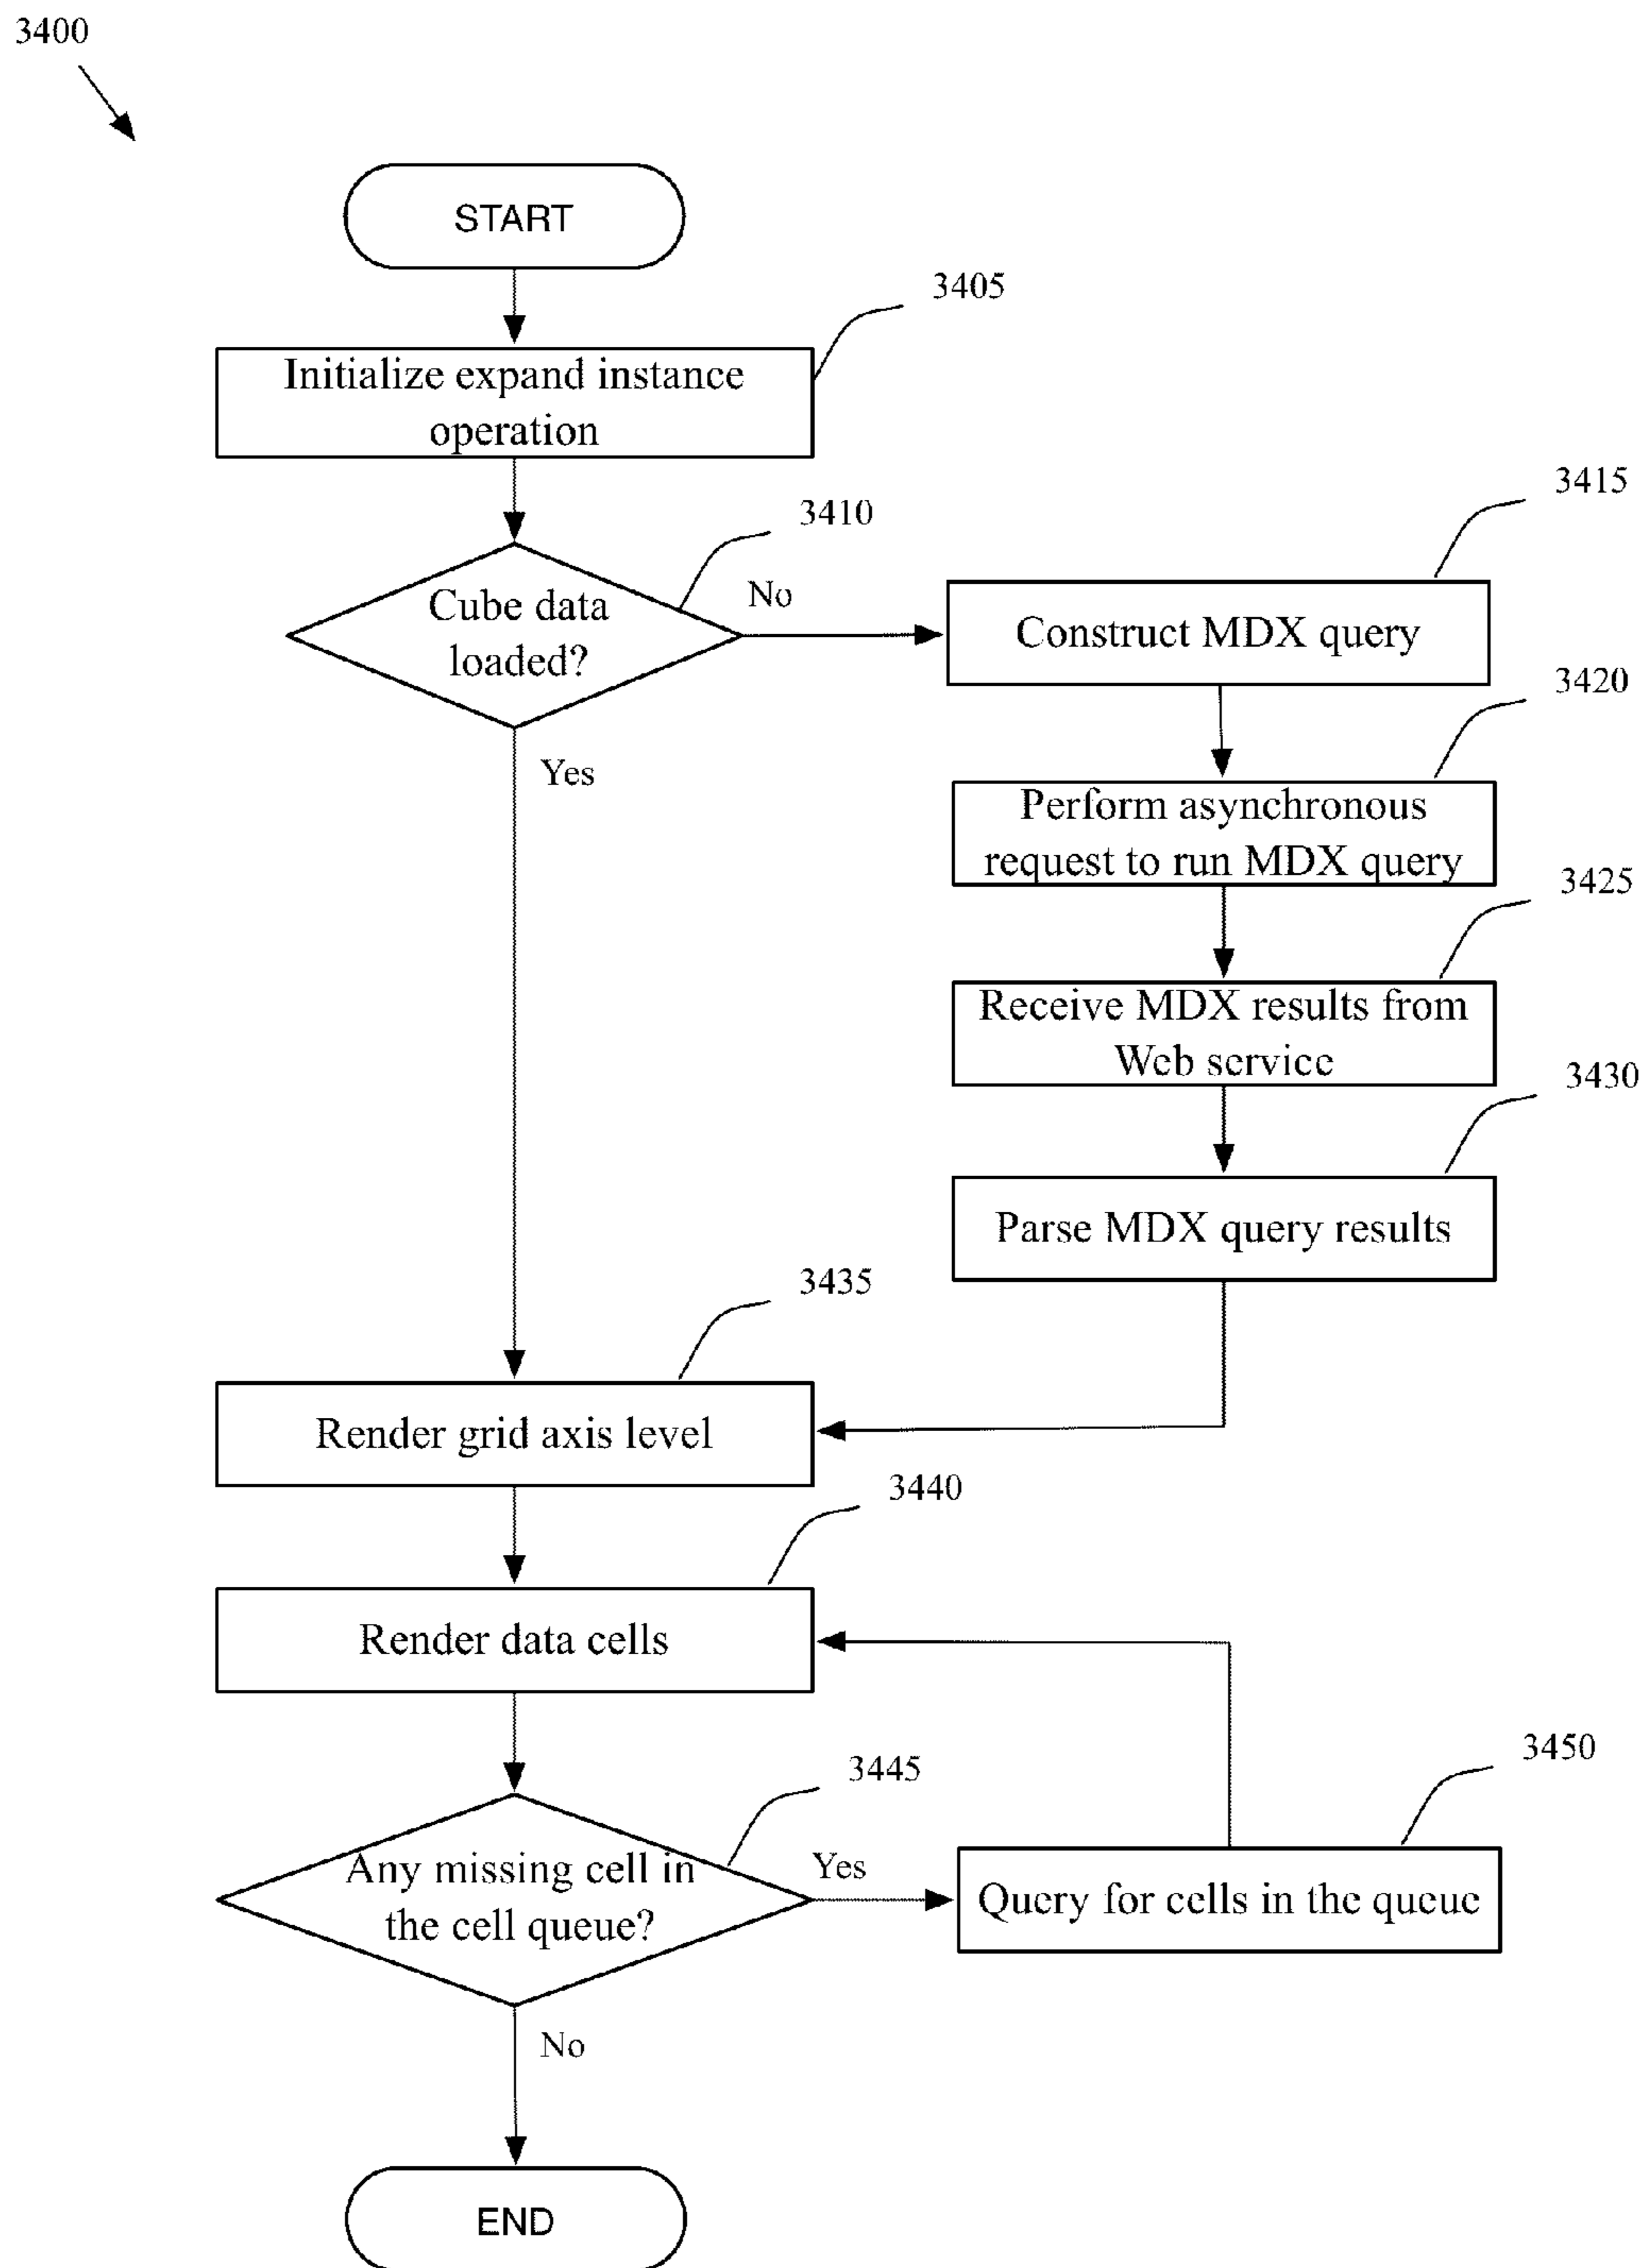 3400
START
3405
Initialize expand instance
operation
3410
Cube data
loaded?
No
Yes
3415
Construct MDX query
3420
Perform asynchronous
request to run MDX query
3425
Receive MDX results from
Web service
3430
Parse MDX query results
3435
Render grid axis level
3440
Render data cells
3445
Any missing cell in
the cell queue?
Yes
3450
Query for cells in the queue
No
END